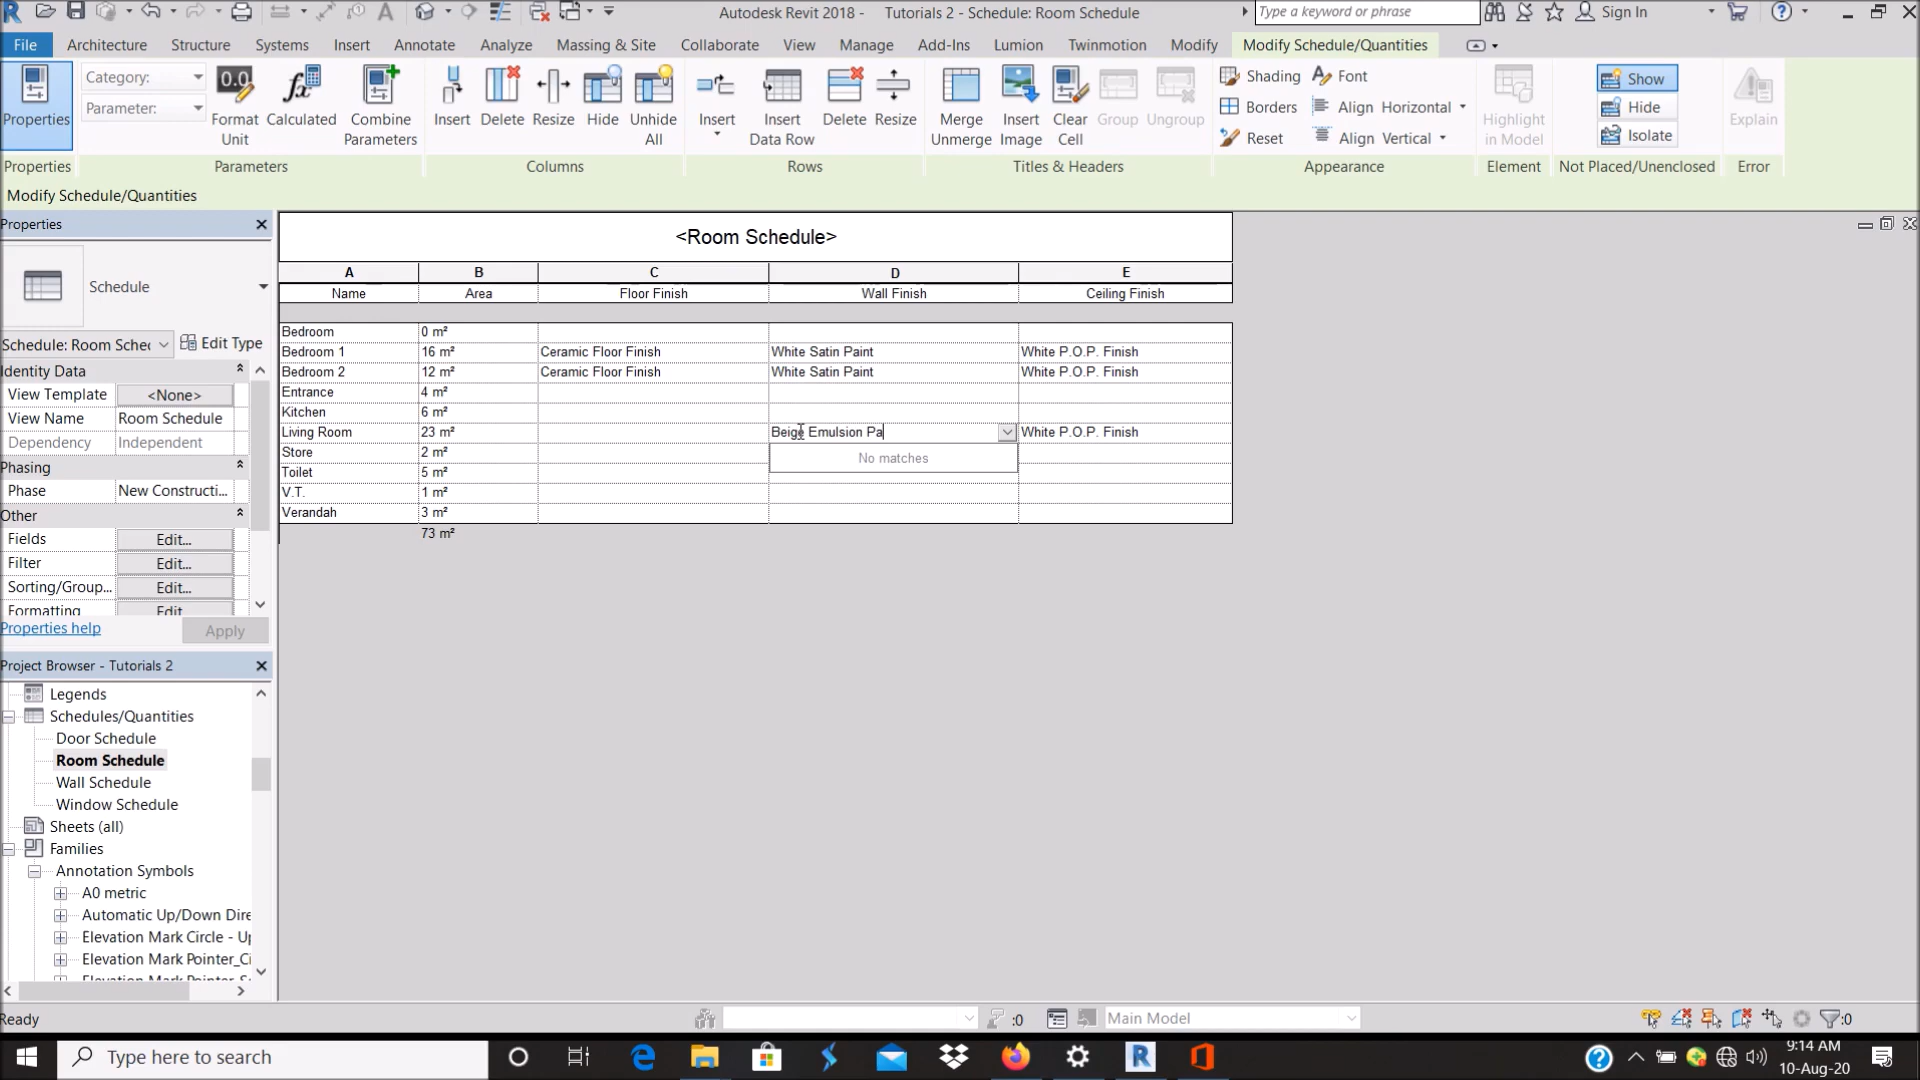 Autodesk Revit 2018 - Tutorials 2 - Schedule: Room Schedule
Type a keyword or phrase
Sign In
File Architecture Structure Systems Insert Annotate Analyze Massing & Site Collaborate View Manage Add-Ins Lumion Twinmotion Modify Modify Schedule/Quantities
Properties
Category:
Parameter:
Format Unit
Calculated
Combine Parameters
Insert
Delete
Resize
Hide
Unhide All
Insert
Insert Data Row
Delete
Resize
Merge Unmerge
Insert Image
Clear Cell
Group
Ungroup
Shading
Borders
Reset
Font
Align Horizontal
Align Vertical
Highlight in Model
Show
Hide
Isolate
Explain
Properties Parameters Columns Rows Titles & Headers Appearance Element Not Placed/Unenclosed Error
Modify Schedule/Quantities
Properties
Schedule
Schedule: Room Schec
Edit Type
Identity Data
View Template <None>
View Name Room Schedule
Dependency Independent
Phasing
Phase New Constructi...
Other
Fields Edit...
Filter Edit...
Sorting/Group... Edit...
Formatting Edit
Properties help
Apply
Project Browser - Tutorials 2
Legends
Schedules/Quantities
Door Schedule
Room Schedule
Wall Schedule
Window Schedule
Sheets (all)
Families
Annotation Symbols
A0 metric
Automatic Up/Down Dire
Elevation Mark Circle - Up
Elevation Mark Pointer_Ci
Elevation Mark Pointer_S
<Room Schedule>
A B C D E
Name Area Floor Finish Wall Finish Ceiling Finish
Bedroom 0 m²
Bedroom 1 16 m² Ceramic Floor Finish White Satin Paint White P.O.P. Finish
Bedroom 2 12 m² Ceramic Floor Finish White Satin Paint White P.O.P. Finish
Entrance 4 m²
Kitchen 6 m²
Living Room 23 m² Beige Emulsion Pa White P.O.P. Finish
Store 2 m² No matches
Toilet 5 m²
V.T. 1 m²
Verandah 3 m²
73 m²
Ready
:0
Main Model
:0
Type here to search
9:14 AM
10-Aug-20